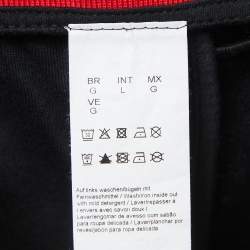 BR INT MX
G L G
VE
G
Auf links waschen/bügeln mit
Feinwaschmittel / Wash/iron inside out
with mild detergent / Laver/repasser à
l'envers avec savon doux /
Lavar/engomar do avesso com sabão
para roupa delicada / Lavar/planchar por el
revés/jabón para ropa delicada